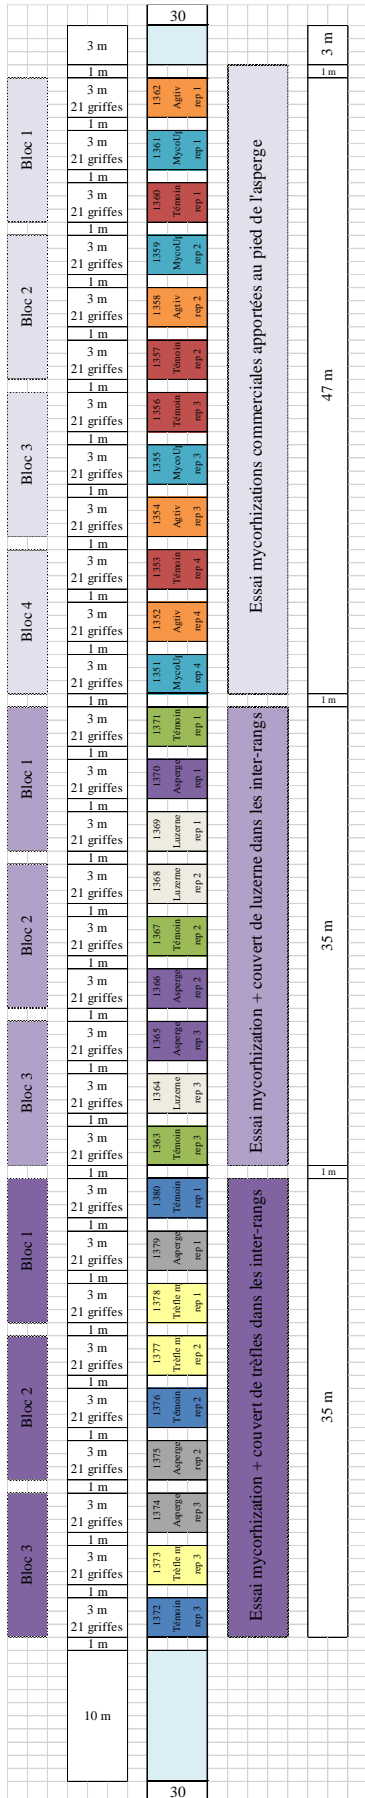 30
3 m
3 m
1 m
1 m
Bloc 1
3 m
21 griffes
1362
Agtiv
rep 1
1 m
3 m
21 griffes
1361
MycoUp
rep 1
1 m
3 m
21 griffes
1360
Témoin
rep 1
1 m
Bloc 2
3 m
21 griffes
1359
MycoUp
rep 2
1 m
3 m
21 griffes
1358
Agtiv
rep 2
1 m
3 m
21 griffes
1357
Témoin
rep 2
1 m
Bloc 3
3 m
21 griffes
1356
Témoin
rep 3
1 m
3 m
21 griffes
1355
MycoUp
rep 3
1 m
3 m
21 griffes
1354
Agtiv
rep 3
1 m
Bloc 4
3 m
21 griffes
1353
Témoin
rep 4
1 m
3 m
21 griffes
1352
Agtiv
rep 4
1 m
3 m
21 griffes
1351
MycoUp
rep 4
Essai mycorhizations commerciales apportées au pied de l'asperge
47 m
1 m
1 m
Bloc 1
3 m
21 griffes
1371
Témoin
rep 1
1 m
3 m
21 griffes
1370
Asperge
rep 1
1 m
3 m
21 griffes
1369
Luzerne
rep 1
1 m
Bloc 2
3 m
21 griffes
1368
Luzerne
rep 2
1 m
3 m
21 griffes
1367
Témoin
rep 2
1 m
3 m
21 griffes
1366
Asperge
rep 2
1 m
Bloc 3
3 m
21 griffes
1365
Asperge
rep 3
1 m
3 m
21 griffes
1364
Luzerne
rep 3
1 m
3 m
21 griffes
1363
Témoin
rep 3
Essai mycorhization + couvert de luzerne dans les inter-rangs
35 m
1 m
1 m
Bloc 1
3 m
21 griffes
1380
Témoin
rep 1
1 m
3 m
21 griffes
1379
Asperge
rep 1
1 m
3 m
21 griffes
1378
Trèfle m
rep 1
1 m
Bloc 2
3 m
21 griffes
1377
Trèfle m
rep 2
1 m
3 m
21 griffes
1376
Témoin
rep 2
1 m
3 m
21 griffes
1375
Asperge
rep 2
1 m
Bloc 3
3 m
21 griffes
1374
Asperge
rep 3
1 m
3 m
21 griffes
1373
Trèfle m
rep 3
1 m
3 m
21 griffes
1372
Témoin
rep 3
Essai mycorhization + couvert de trèfles dans les inter-rangs
35 m
1 m
10 m
30